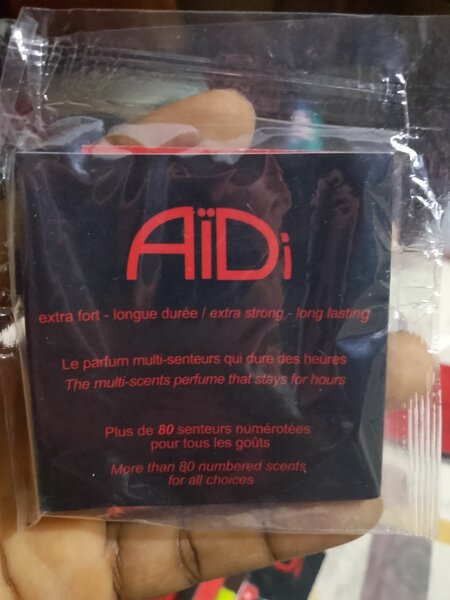 AïDi
extra fort - longue durée / extra strong - long lasting
Le parfum multi-senteurs qui dure des heures
The multi-scents perfume that stays for hours
Plus de 80 senteurs numérotées
pour tous les goûts
More than 80 numbered scents
for all choices